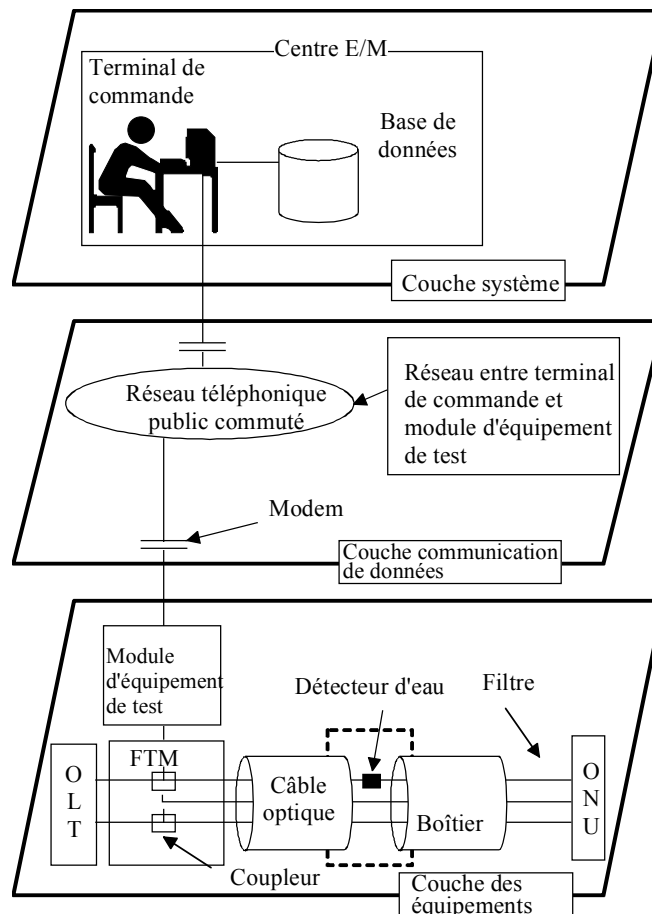 Centre E/M
Terminal de
commande
Base de
données
Couche système
Réseau téléphonique
public commuté
Réseau entre terminal
de commande et
module d'équipement
de test
Modem
Couche communication
de données
Module
d'équipement
de test
Détecteur d'eau
Filtre
FTM
O
L
T
Câble
optique
Boîtier
O
N
U
Coupleur
Couche des
équipements